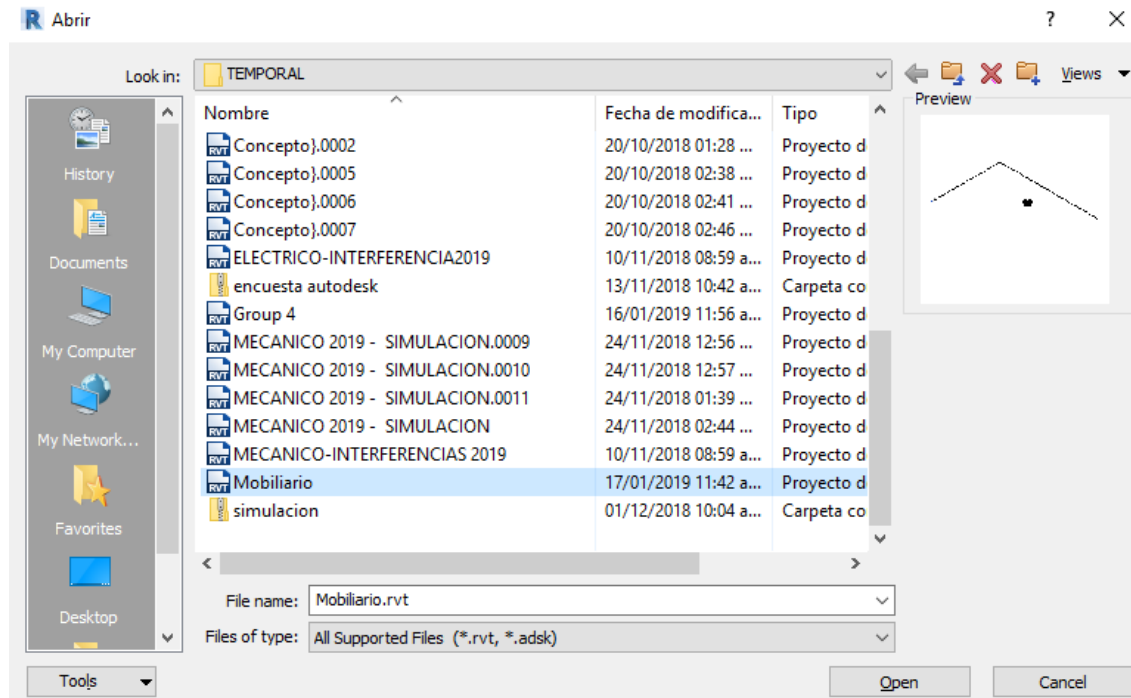 Abrir ?
Look in: TEMPORAL Views
Nombre Fecha de modifica... Tipo Preview
Concepto}.0002 20/10/2018 01:28 ... Proyecto d
Concepto}.0005 20/10/2018 02:38 ... Proyecto d
Concepto}.0006 20/10/2018 02:41 ... Proyecto d
Concepto}.0007 20/10/2018 02:46 ... Proyecto d
ELECTRICO-INTERFERENCIA2019 10/11/2018 08:59 a... Proyecto d
encuesta autodesk 13/11/2018 10:42 a... Carpeta co
Group 4 16/01/2019 11:56 a... Proyecto d
MECANICO 2019 - SIMULACION.0009 24/11/2018 12:56 ... Proyecto d
MECANICO 2019 - SIMULACION.0010 24/11/2018 12:57 ... Proyecto d
MECANICO 2019 - SIMULACION.0011 24/11/2018 01:39 ... Proyecto d
MECANICO 2019 - SIMULACION 24/11/2018 02:44 ... Proyecto d
MECANICO-INTERFERENCIAS 2019 10/11/2018 08:59 a... Proyecto d
Mobiliario 17/01/2019 11:42 a... Proyecto d
simulacion 01/12/2018 10:04 a... Carpeta co
History
Documents
My Computer
My Network...
Favorites
Desktop
File name: Mobiliario.rvt
Files of type: All Supported Files (*.rvt, *.adsk)
Tools Open Cancel